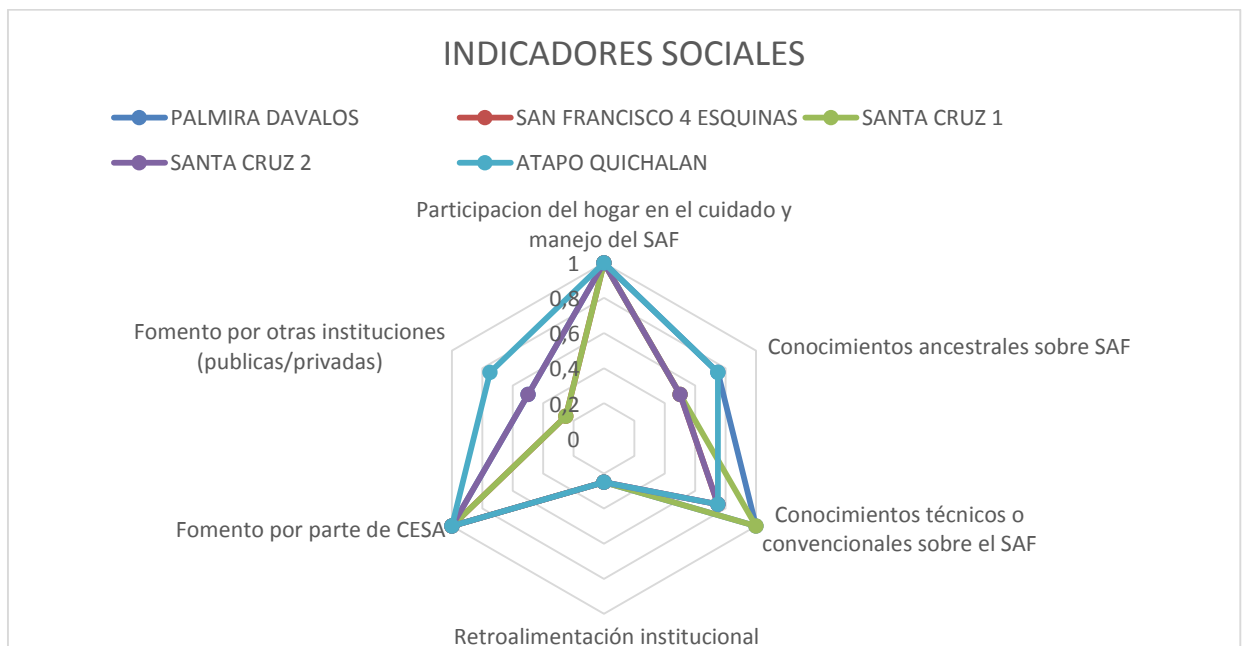 INDICADORES SOCIALES
PALMIRA DAVALOS
SAN FRANCISCO 4 ESQUINAS
SANTA CRUZ 1
SANTA CRUZ 2
ATAPO QUICHALAN
Participacion del hogar en el cuidado y
manejo del SAF
1
0,8
0,6
0,4
0,2
0
Fomento por otras instituciones
(publicas/privadas)
Conocimientos ancestrales sobre SAF
Fomento por parte de CESA
Conocimientos técnicos o
convencionales sobre el SAF
Retroalimentación institucional